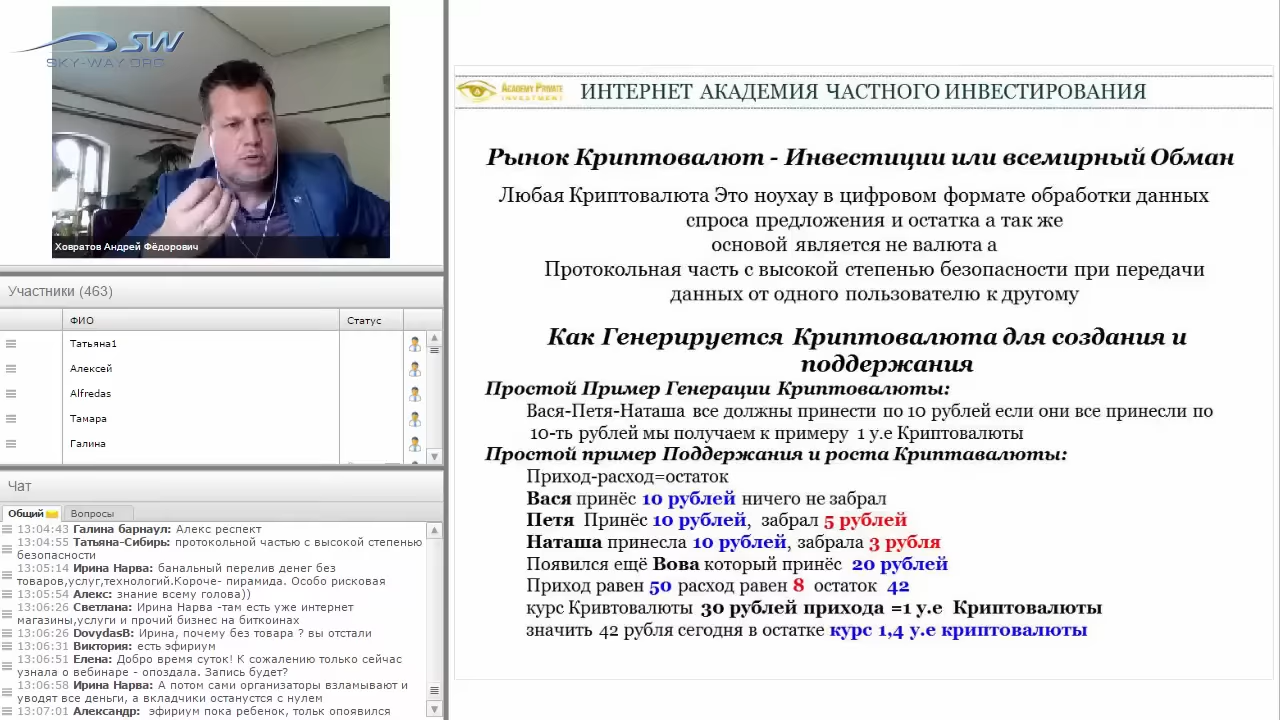 SW
SKY-WAY.ORG
Ховратов Андрей Фёдорович
Участники (463)
ФИО
Статус
Татьяна1
Алексей
Alfredas
Тамара
Галина
Чат
Общий
Вопросы
13:04:43 Галина барнаул: Алекс респект
13:04:55 Татьяна-Сибирь: протокольной частью с высокой степенью
безопасности
13:05:14 Ирина Нарва: банальный перелив денег без
товаров,услуг,технологий.Короче- пирамида. Особо рисковая
13:05:54 Алекс: знание всему голова))
13:06:26 Светлана: Ирина Нарва -там есть уже интернет
магазины,услуги и прочий бизнес на биткоинах
13:06:26 DovydasB: Ирина, почему без товара ? вы отстали
13:06:31 Виктория: есть эфириум
13:06:51 Елена: Добро время суток! К сожалению только сейчас
узнала о вебинаре - опоздала. Запись будет?
13:06:58 Ирина Нарва: А потом сами организаторы взламывают и
уводят все деньги, а вкладчики останутся с нулем
13:07:01 Александр: эфириум пока ребенок, тольк опоявился
ACADEMY PRIVATE
INVESTMENT
ИНТЕРНЕТ АКАДЕМИЯ ЧАСТНОГО ИНВЕСТИРОВАНИЯ
Рынок Криптовалют - Инвестиции или всемирный Обман
Любая Криптовалюта Это ноухау в цифровом формате обработки данных
спроса предложения и остатка а так же
основой является не валюта а
Протокольная часть с высокой степенью безопасности при передачи
данных от одного пользователю к другому
Как Генерируется Криптовалюта для создания и
поддержания
Простой Пример Генерации Криптовалюты:
Вася-Петя-Наташа все должны принести по 10 рублей если они все принесли по
10-ть рублей мы получаем к примеру 1 у.е Криптовалюты
Простой пример Поддержания и роста Криптавалюты:
Приход-расход=остаток
Вася принёс 10 рублей ничего не забрал
Петя Принёс 10 рублей, забрал 5 рублей
Наташа принесла 10 рублей, забрала 3 рубля
Появился ещё Вова который принёс 20 рублей
Приход равен 50 расход равен 8 остаток 42
курс Кривтовалюты 30 рублей прихода =1 у.е Криптовалюты
значить 42 рубля сегодня в остатке курс 1,4 у.е криптовалюты